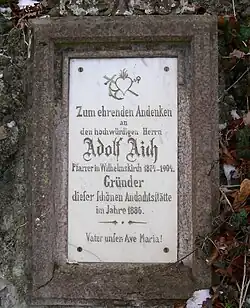 Zum ehrenden Andenken
an
den hochwürdigen Herrn
Adolf Aich
Pfarrer in Wilhelmskirch 1871-1904.
Gründer
dieser schönen Andachtsstätte
im Jahre 1886.
Vater unser. Ave Maria!